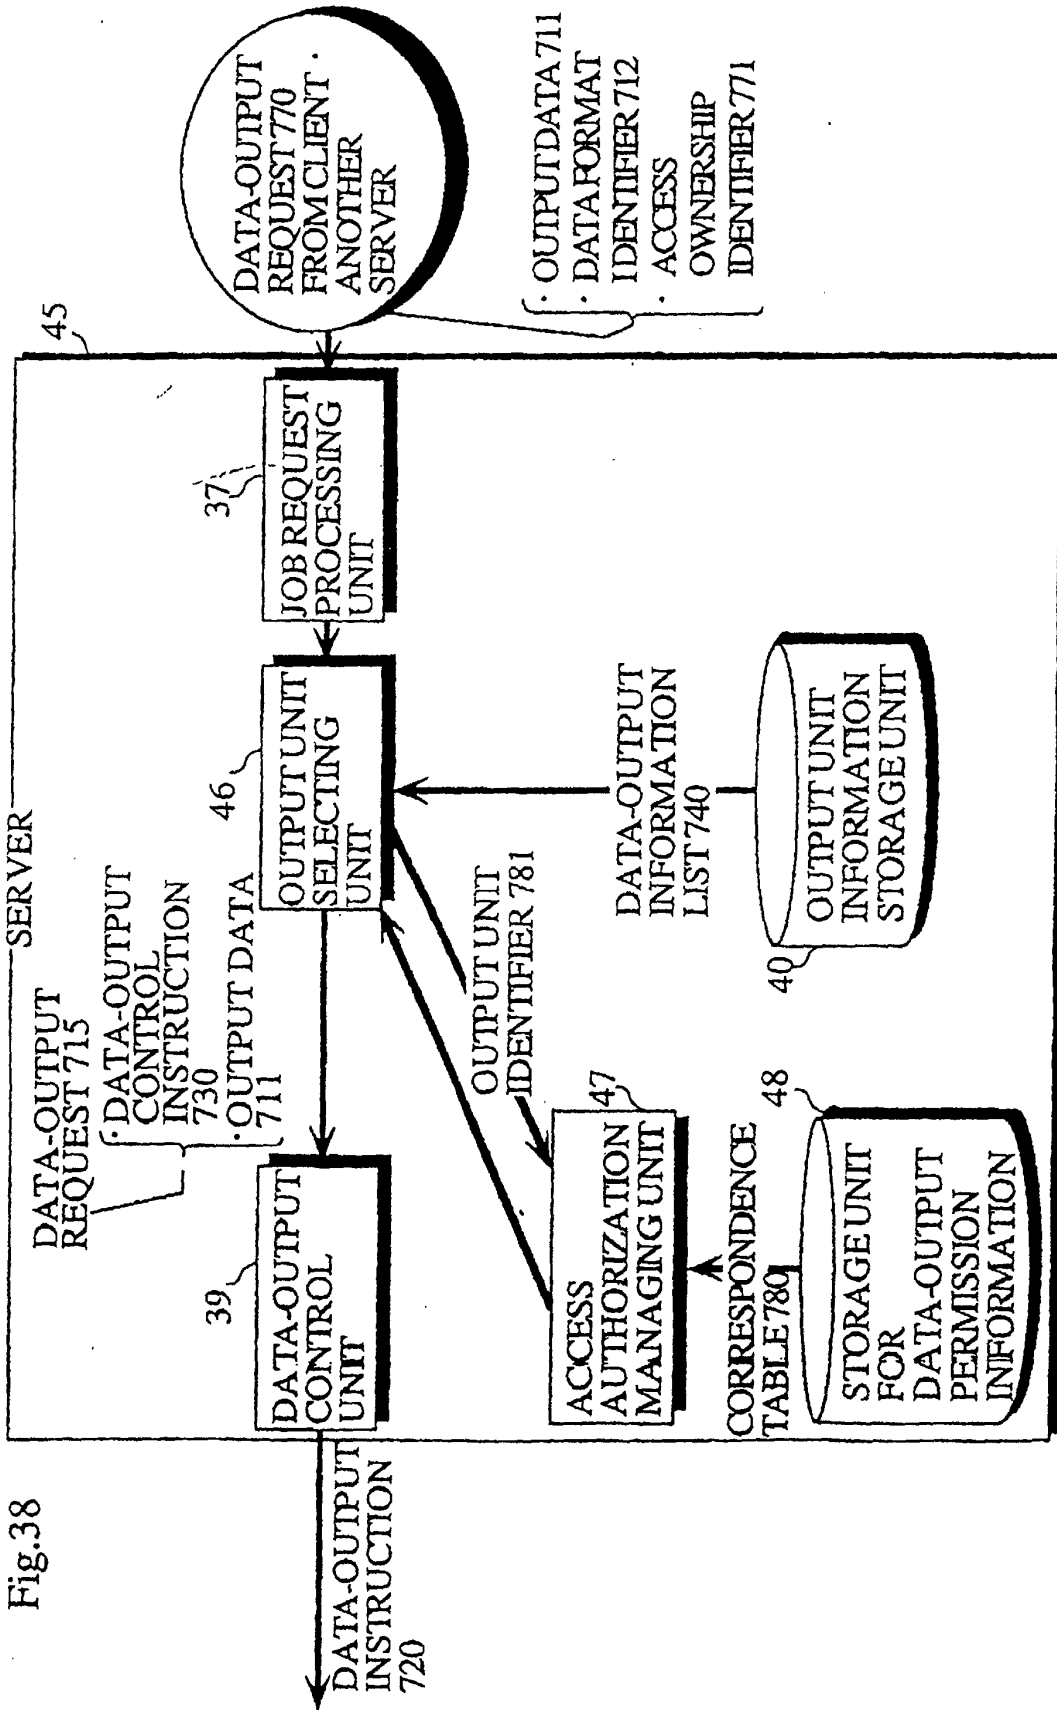 Fig.38
SERVER
45
DATA-OUTPUT
REQUEST 715
· DATA-OUTPUT
CONTROL
INSTRUCTION
730
· OUTPUT DATA
711
DATA-OUTPUT
INSTRUCTION
720
39
DATA-OUTPUT
CONTROL
UNIT
46
OUTPUT UNIT
SELECTING
UNIT
37
JOB REQUEST
PROCESSING
UNIT
DATA-OUTPUT
REQUEST 770
FROM CLIENT ·
ANOTHER
SERVER
· OUTPUT DATA 711
· DATA FORMAT
IDENTIFIER 712
· ACCESS
OWNERSHIP
IDENTIFIER 771
OUTPUT UNIT
IDENTIFIER 781
47
ACCESS
AUTHORIZATION
MANAGING UNIT
DATA-OUTPUT
INFORMATION
LIST 740
CORRESPONDENCE
TABLE 780
48
STORAGE UNIT
FOR
DATA-OUTPUT
PERMISSION
INFORMATION
40
OUTPUT UNIT
INFORMATION
STORAGE UNIT